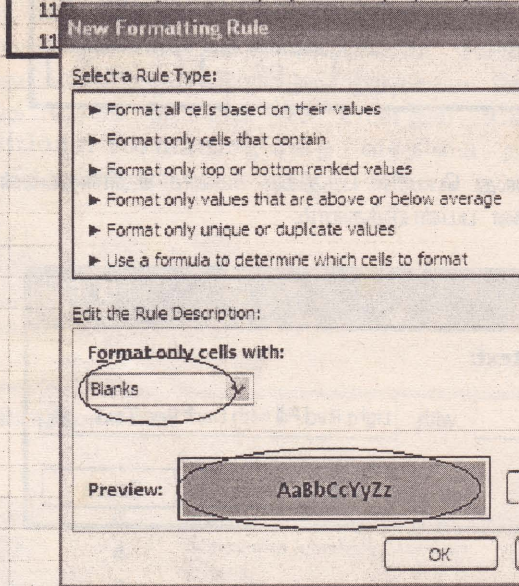 11
11
New Formatting Rule
Select a Rule Type:
► Format all cells based on their values
► Format only cells that contain
► Format only top or bottom ranked values
► Format only values that are above or below average
► Format only unique or duplicate values
► Use a formula to determine which cells to format
Edit the Rule Description:
Format only cells with:
Blanks
Preview: AaBbCcYyZz
OK